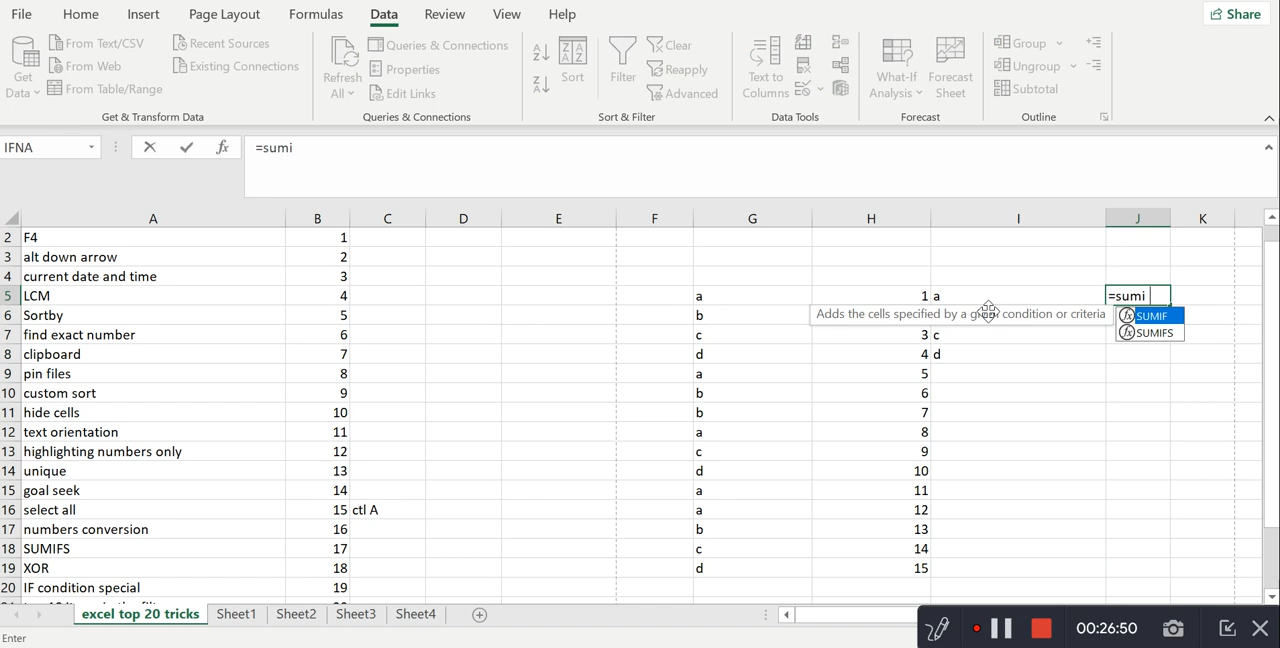 File Home Insert Page Layout Formulas Data Review View Help Share
Get Data
From Text/CSV
From Web
From Table/Range
Recent Sources
Existing Connections
Get & Transform Data
Refresh All
Queries & Connections
Properties
Edit Links
Queries & Connections
Sort
Filter
Clear
Reapply
Advanced
Sort & Filter
Text to Columns
Data Tools
What-If Analysis
Forecast Sheet
Forecast
Group
Ungroup
Subtotal
Outline
IFNA fx =sumi
A B C D E F G H I J K
2 F4 1
3 alt down arrow 2
4 current date and time 3
5 LCM 4 a 1 a =sumi
6 Sortby 5 b
Adds the cells specified by a given condition or criteria
SUMIF
SUMIFS
7 find exact number 6 c 3 c
8 clipboard 7 d 4 d
9 pin files 8 a 5
10 custom sort 9 b 6
11 hide cells 10 b 7
12 text orientation 11 a 8
13 highlighting numbers only 12 c 9
14 unique 13 d 10
15 goal seek 14 a 11
16 select all 15 ctl A a 12
17 numbers conversion 16 b 13
18 SUMIFS 17 c 14
19 XOR 18 d 15
20 IF condition special 19
excel top 20 tricks Sheet1 Sheet2 Sheet3 Sheet4
Enter
00:26:50